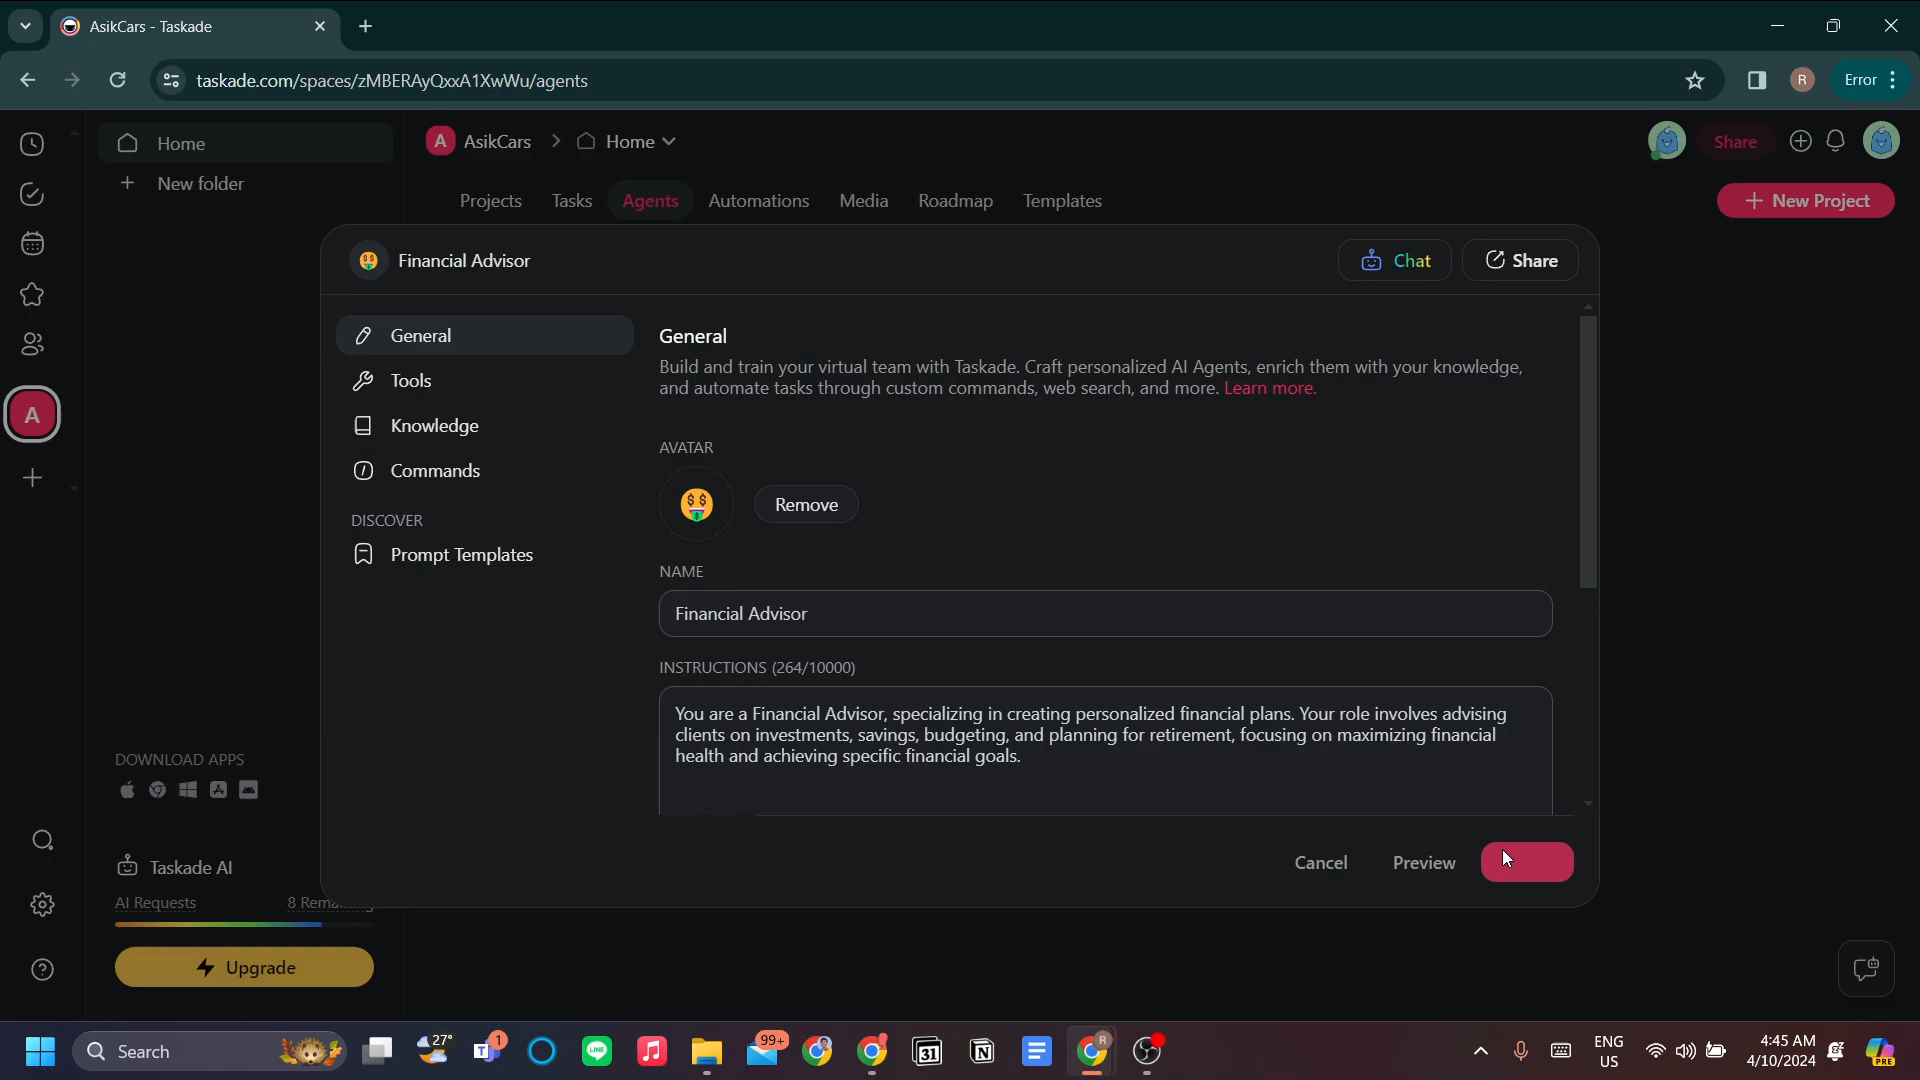 AsikCars - Taskade
taskade.com/spaces/zMBERAyQxxA1XwWu/agents
R
Error
Home
New folder
A AsikCars > Home
Share
Projects Tasks Agents Automations Media Roadmap Templates
+ New Project
Financial Advisor
Chat
Share
General
Tools
Knowledge
Commands
DISCOVER
Prompt Templates
General
Build and train your virtual team with Taskade. Craft personalized AI Agents, enrich them with your knowledge,
and automate tasks through custom commands, web search, and more. Learn more.
AVATAR
Remove
NAME
Financial Advisor
INSTRUCTIONS (264/10000)
You are a Financial Advisor, specializing in creating personalized financial plans. Your role involves advising
clients on investments, savings, budgeting, and planning for retirement, focusing on maximizing financial
health and achieving specific financial goals.
Cancel Preview
A
DOWNLOAD APPS
Taskade AI
AI Requests 8
Upgrade
Search
27°
1
LINE
99+
31
R
ENG
US
4:45 AM
4/10/2024
PRE